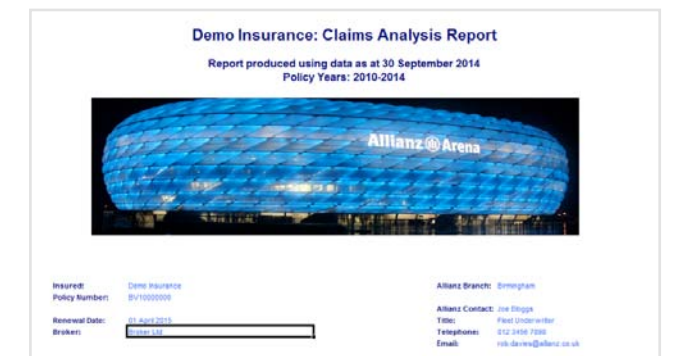 Demo Insurance: Claims Analysis Report
Report produced using data as at 30 September 2014
Policy Years: 2010-2014
Allianz Arena
Insured: Demo Insurance
Policy Number: BV10000006
Renewal Date: 01 April 2015
Broker: Broker Ltd
Allianz Branch: Birmingham
Allianz Contact: Joe Bloggs
Title: Fleet Underwriter
Telephone: 012 3456 7890
Email: rob.davies@allianz.co.uk